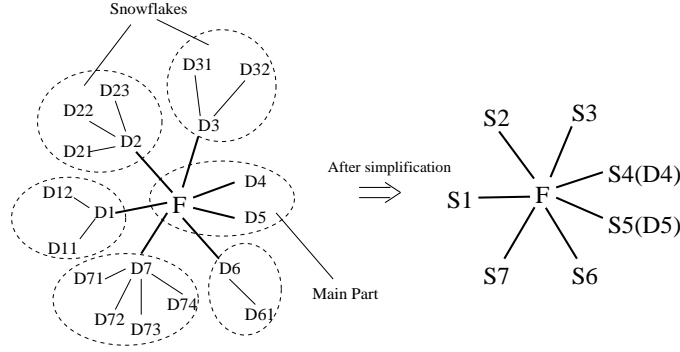 Snowflakes
D31
D32
D23
D22
D21
D2
D3
D12
D1
D11
F
D4
D5
D7
D71
D72
D73
D74
D6
D61
Main Part
After simplification
S2
S3
S1
F
S4(D4)
S5(D5)
S7
S6